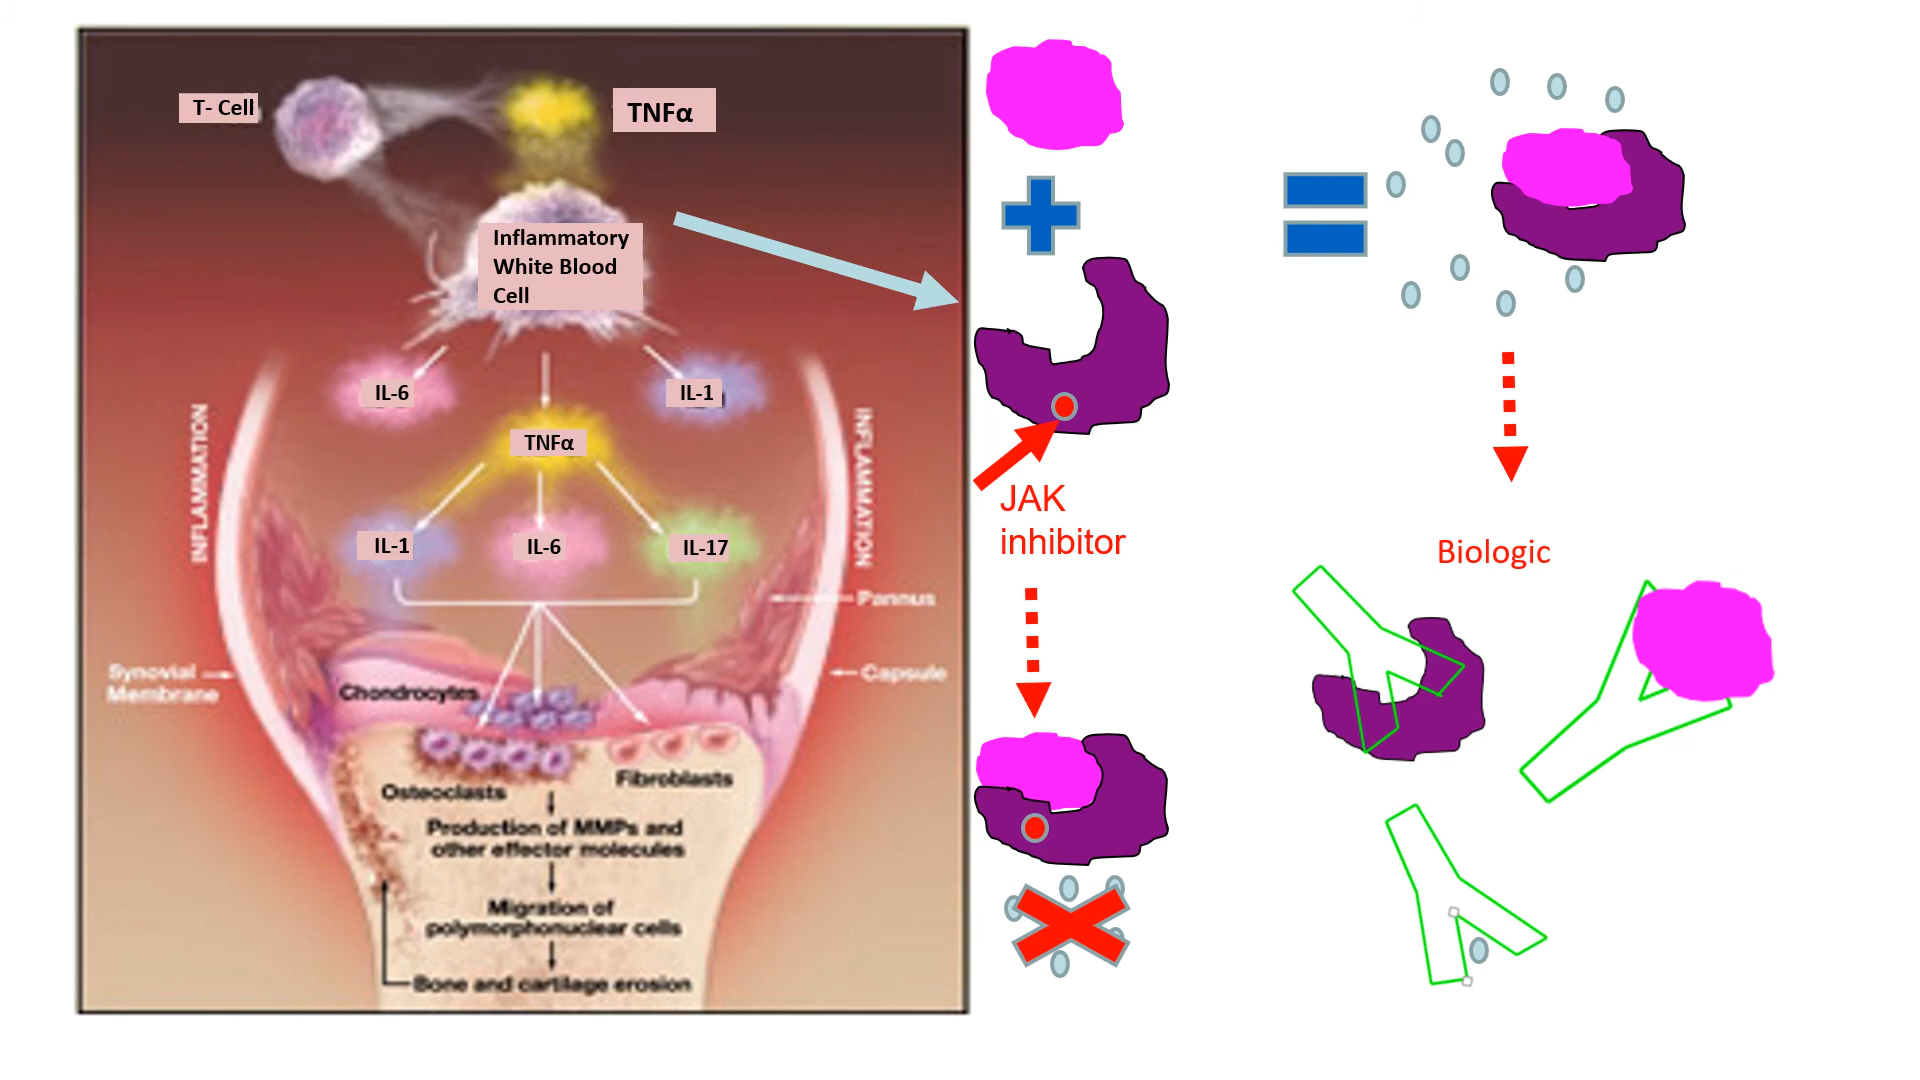 T- Cell
TNFα
Inflammatory
White Blood
Cell
IL-6
IL-1
TNFα
INFLAMMATION
INFLAMMATION
IL-1
IL-6
IL-17
Pannus
Synovial
Membrane
Capsule
Chondrocytes
Osteoclasts
Fibroblasts
Production of MMPs and
other effector molecules
Migration of
polymorphonuclear cells
Bone and cartilage erosion
JAK
inhibitor
Biologic